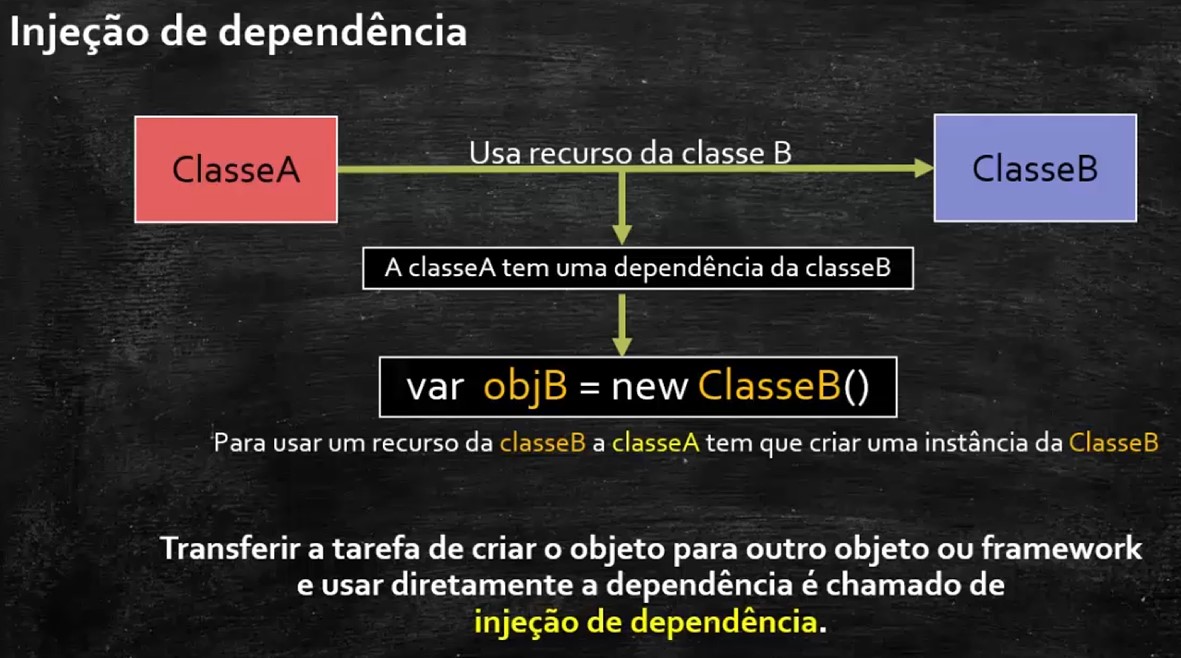 Injeção de dependência
ClasseA
Usa recurso da classe B
ClasseB
A classeA tem uma dependência da classeB
var objB = new ClasseB()
Para usar um recurso da classeB a classeA tem que criar uma instância da ClasseB
Transferir a tarefa de criar o objeto para outro objeto ou framework
e usar diretamente a dependência é chamado de
injeção de dependência.